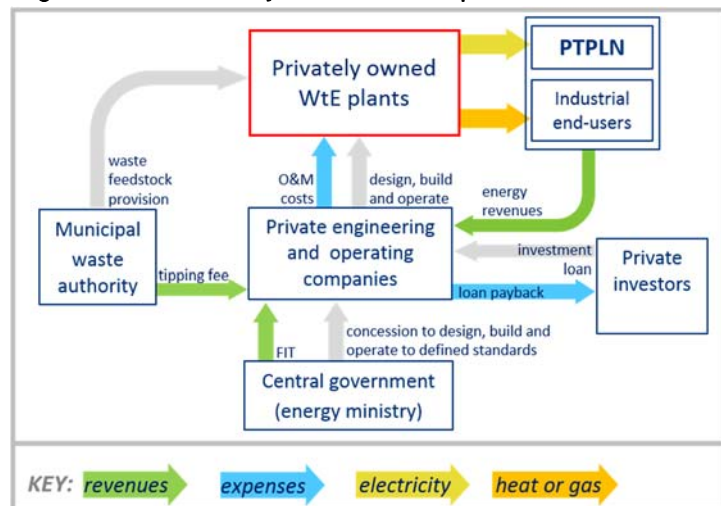 Privately owned
WtE plants
PTPLN
Industrial
end-users
waste
feedstock
provision
O&M
costs
design, build
and operate
energy
revenues
Municipal
waste
authority
tipping fee
Private engineering
and operating
companies
investment
loan
loan payback
Private
investors
FIT
concession to design, build and
operate to defined standards
Central government
(energy ministry)
KEY: revenues expenses electricity heat or gas